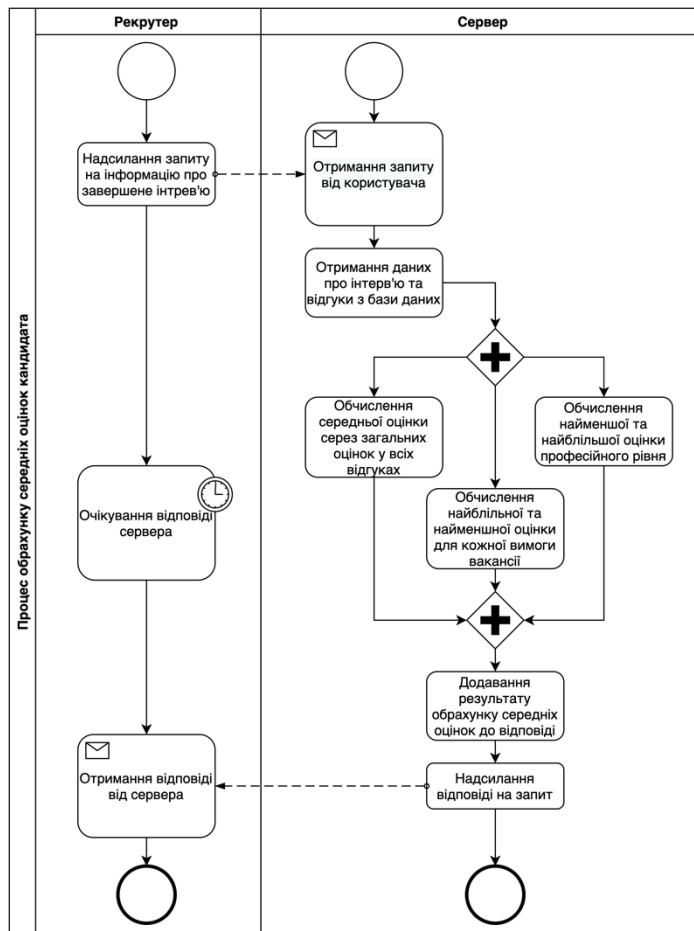 Процес обрахунку середніх оцінок кандидата
Рекрутер
Сервер
Надсилання запиту
на інформацію про
завершене інтрев'ю
Отримання запиту
від користувача
Отримання даних
про інтерв'ю та
відгуки з бази даних
Обчислення
середньої оцінки
серез загальних
оцінок у всіх
відгуках
Обчислення
найменшої та
найблільшої оцінки
професійного рівня
Обчислення
найблільної та
найменшної оцінки
для кожної вимоги
вакансії
Очікування відповіді
сервера
Додавання
результату
обрахунку середніх
оцінок до відповіді
Отримання відповіді
від сервера
Надсилання
відповіді на запит